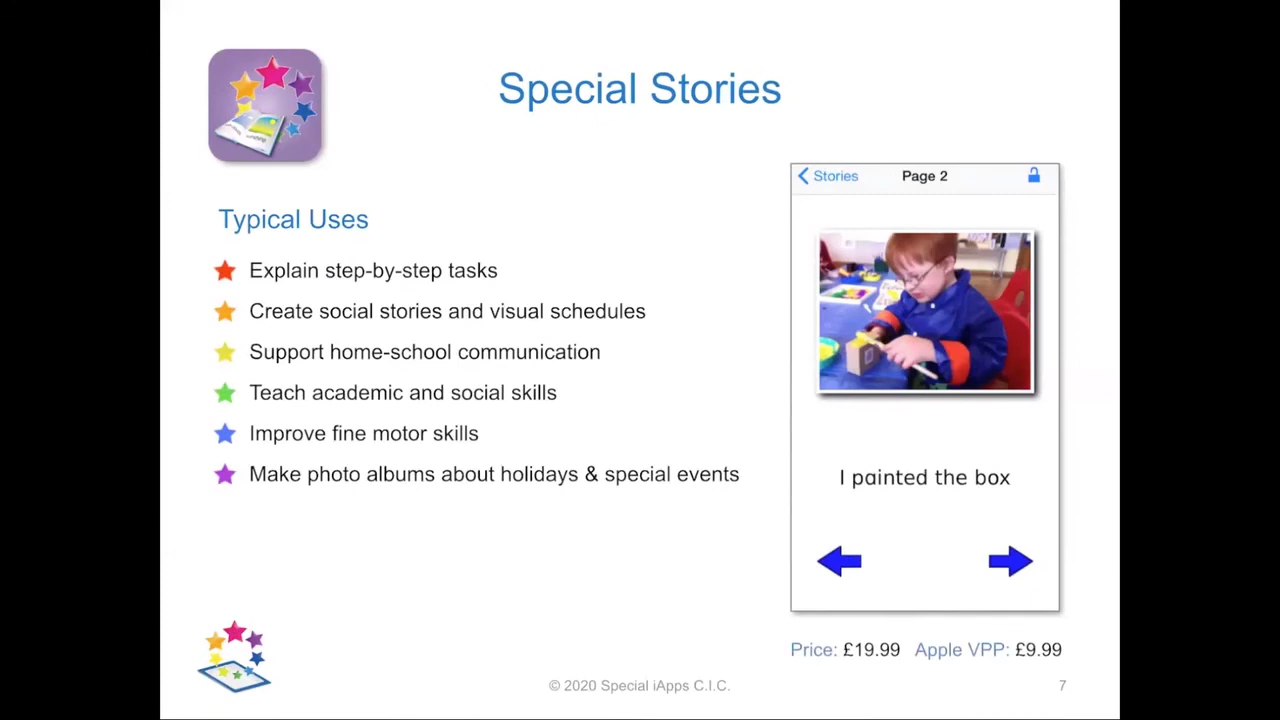 Special Stories
Typical Uses
Explain step-by-step tasks
Create social stories and visual schedules
Support home-school communication
Teach academic and social skills
Improve fine motor skills
Make photo albums about holidays & special events
Stories Page 2
I painted the box
Price: £19.99 Apple VPP: £9.99
© 2020 Special iApps C.I.C.
7